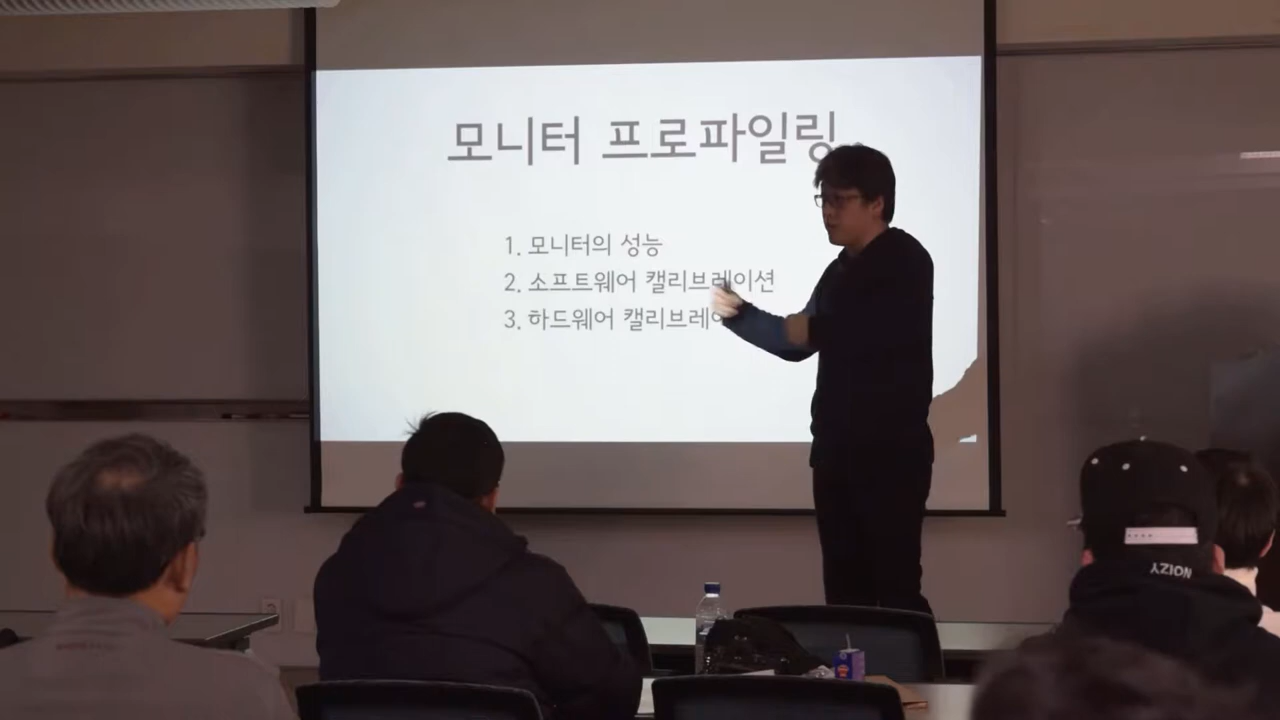 모니터 프로파일링
1. 모니터의 성능
2. 소프트웨어 캘리브레이션
3. 하드웨어 캘리브레이
NOIZY